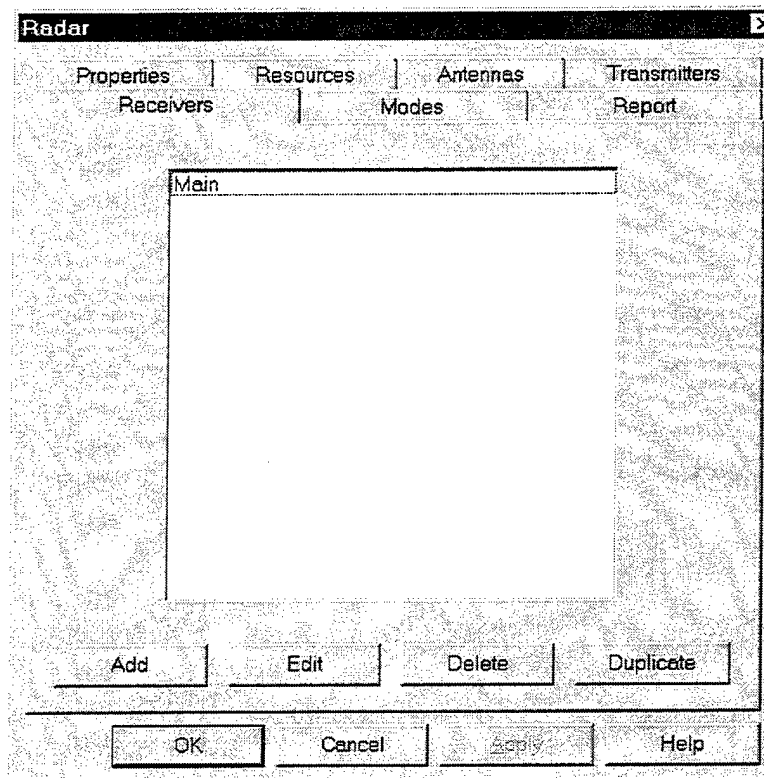 Radar
Properties Resources Antennas Transmitters
Receivers Modes Report
Main
Add Edit Delete Duplicate
OK Cancel Apply Help